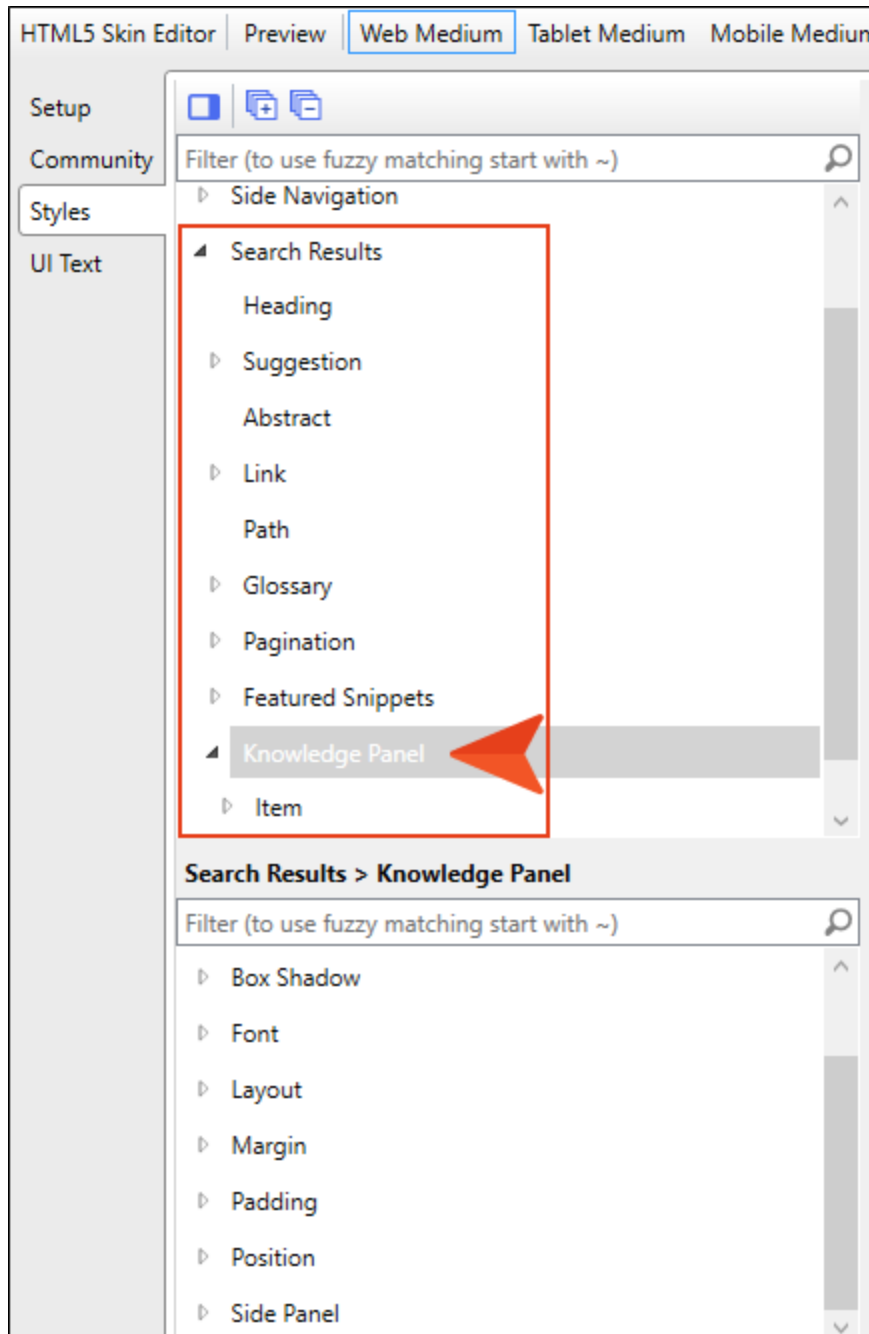 HTML5 Skin Editor Preview Web Medium Tablet Medium Mobile Medium
Setup
Community
Styles
UI Text
Filter (to use fuzzy matching start with ~)
Side Navigation
Search Results
Heading
Suggestion
Abstract
Link
Path
Glossary
Pagination
Featured Snippets
Knowledge Panel
Item
Search Results > Knowledge Panel
Filter (to use fuzzy matching start with ~)
Box Shadow
Font
Layout
Margin
Padding
Position
Side Panel